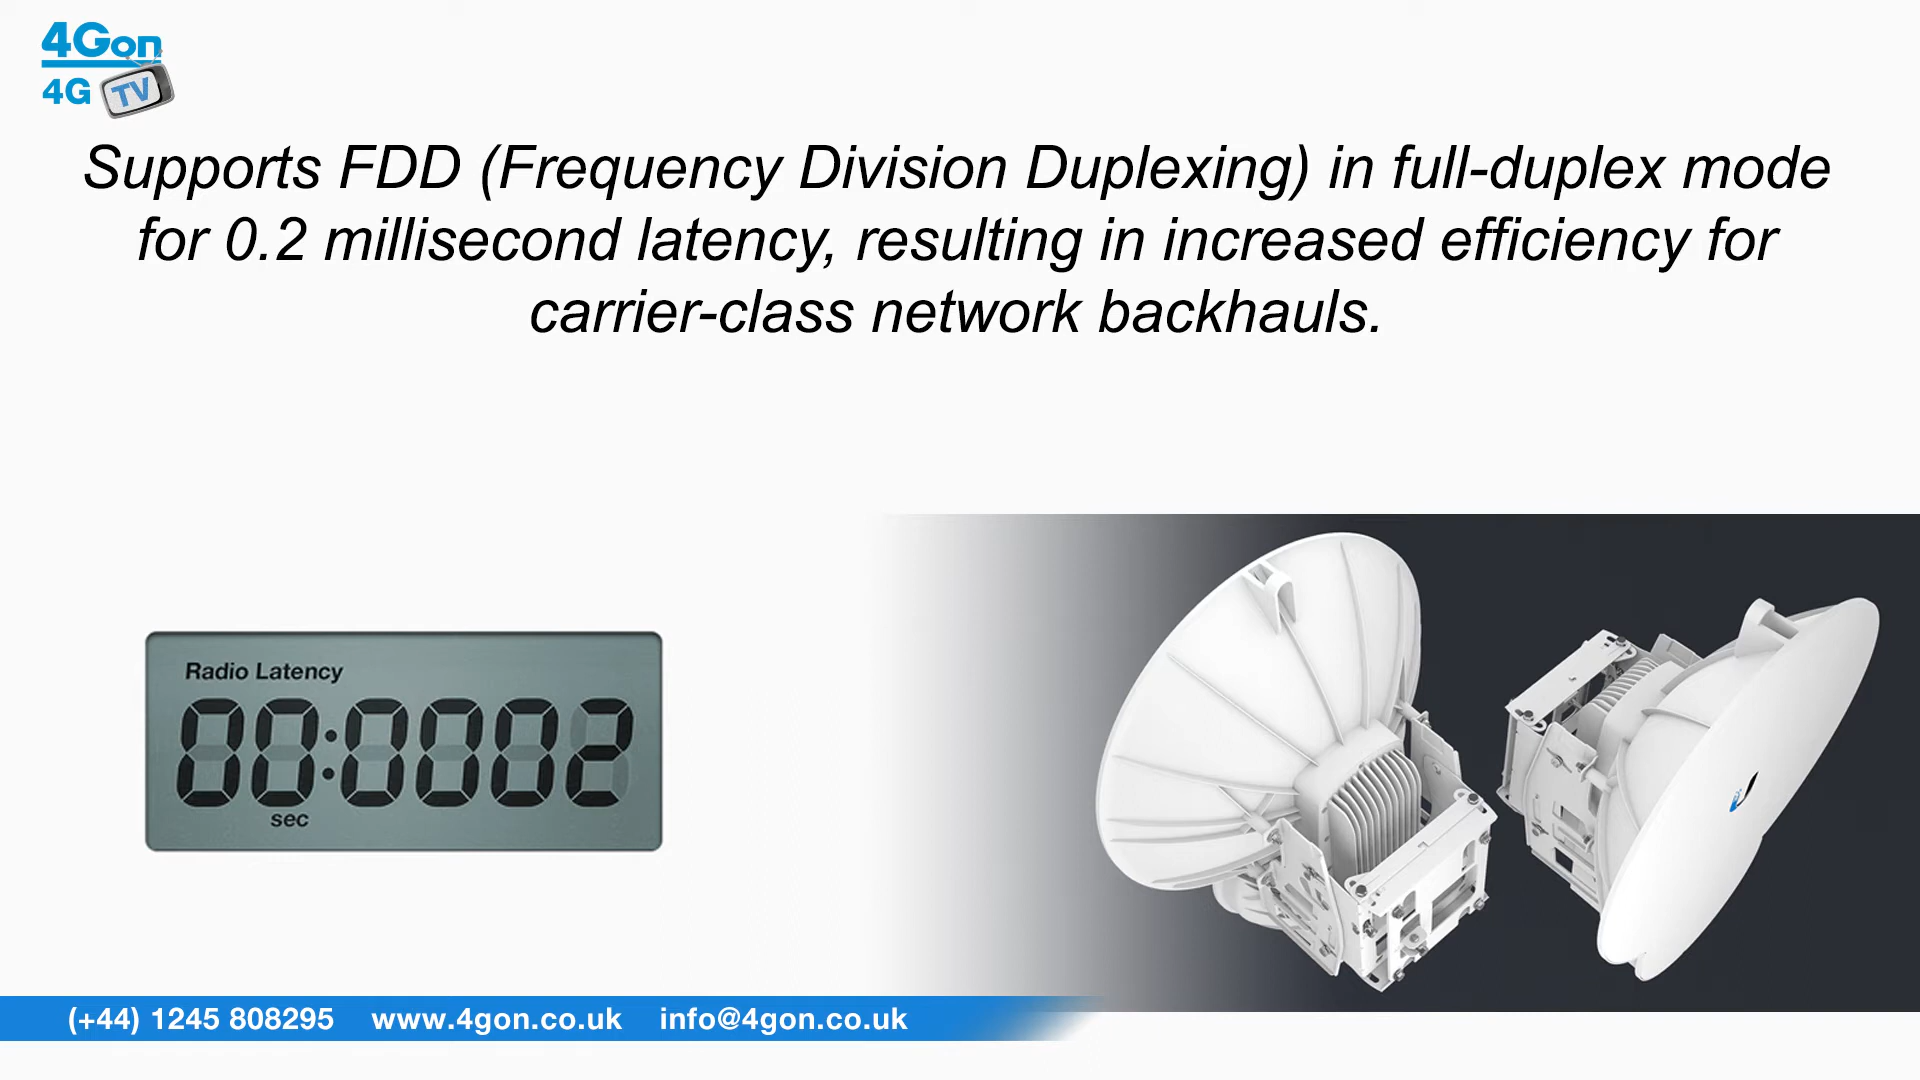 4Gon
4G TV
Supports FDD (Frequency Division Duplexing) in full-duplex mode
for 0.2 millisecond latency, resulting in increased efficiency for
carrier-class network backhauls.
Radio Latency
00:0002
sec
(+44) 1245 808295 www.4gon.co.uk info@4gon.co.uk